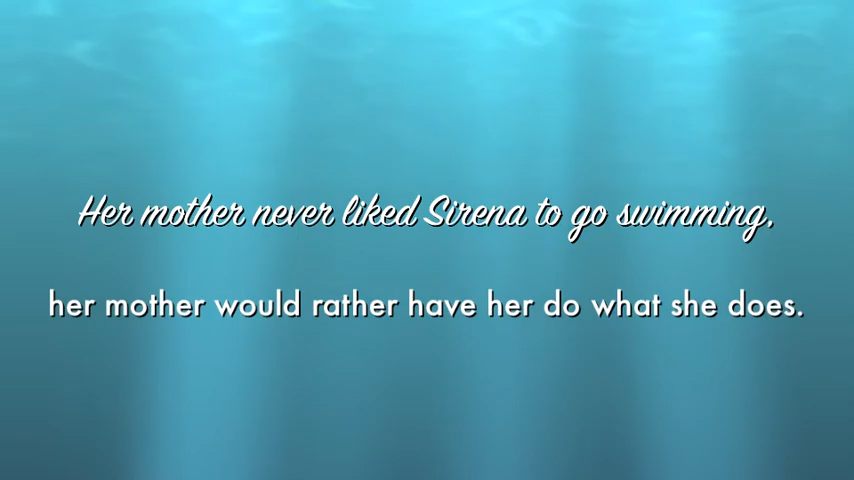 Her mother never liked Sirena to go swimming,
her mother would rather have her do what she does.